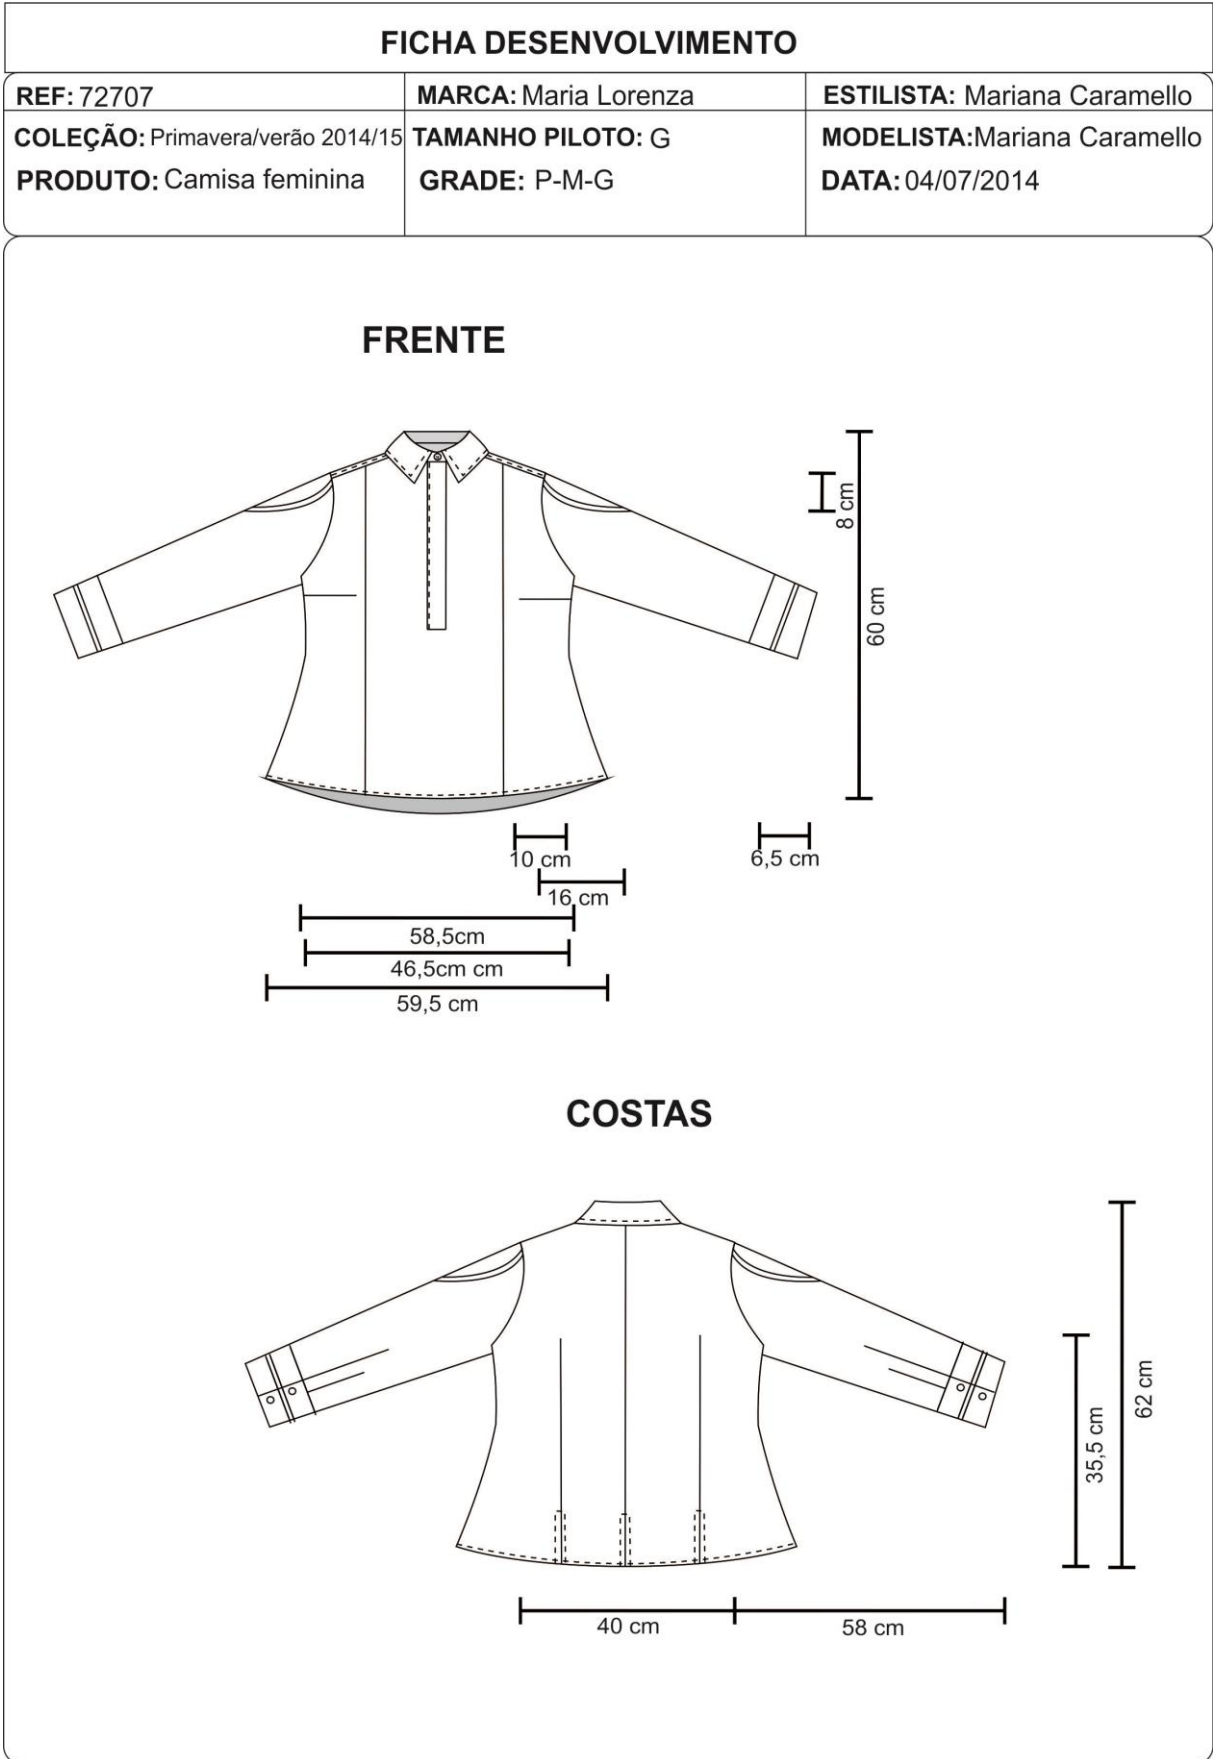 FICHA DESENVOLVIMENTO
REF: 72707
MARCA: Maria Lorenza
ESTILISTA: Mariana Caramello
COLEÇÃO: Primavera/verão 2014/15
TAMANHO PILOTO: G
MODELISTA:Mariana Caramello
PRODUTO: Camisa feminina
GRADE: P-M-G
DATA: 04/07/2014
FRENTE
8 cm
60 cm
10 cm
6,5 cm
16 cm
58,5cm
46,5cm cm
59,5 cm
COSTAS
62 cm
35,5 cm
40 cm
58 cm